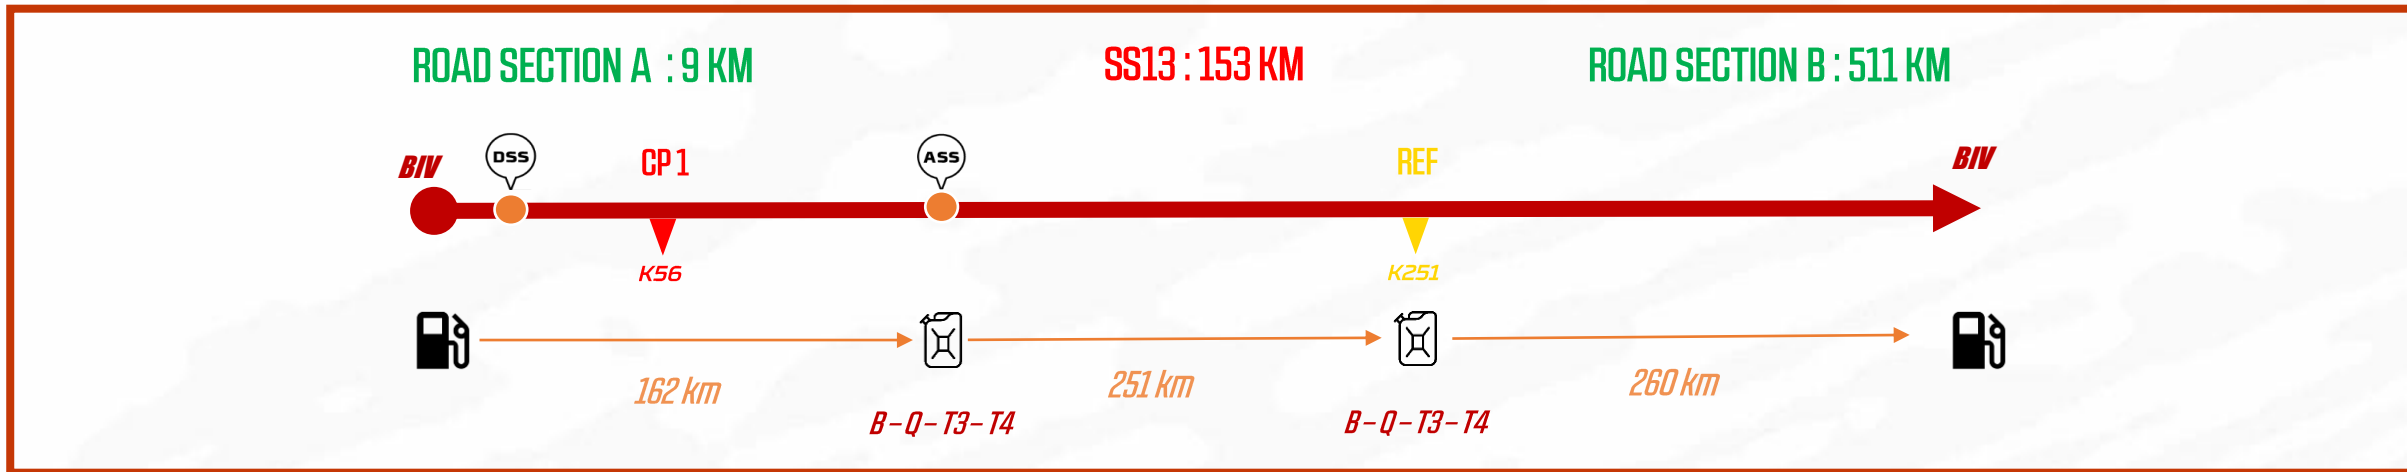 ROAD SECTION A : 9 KM
SS13 : 153 KM
ROAD SECTION B : 511 KM
BIV
DSS
CP 1
ASS
REF
BIV
K56
K251
162 km
251 km
260 km
B – Q – T3 – T4
B – Q – T3 – T4